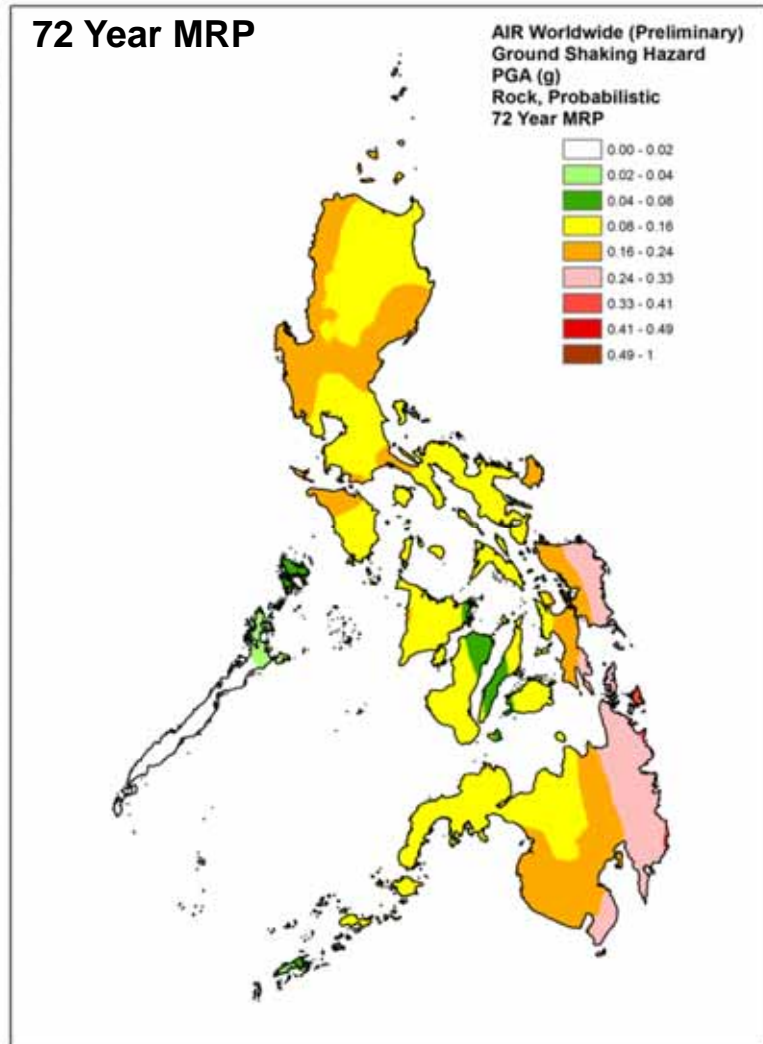 72 Year MRP
AIR Worldwide (Preliminary)
Ground Shaking Hazard
PGA (g)
Rock, Probabilistic
72 Year MRP
0.00 - 0.02
0.02 - 0.04
0.04 - 0.08
0.08 - 0.16
0.16 - 0.24
0.24 - 0.33
0.33 - 0.41
0.41 - 0.49
0.49 - 1